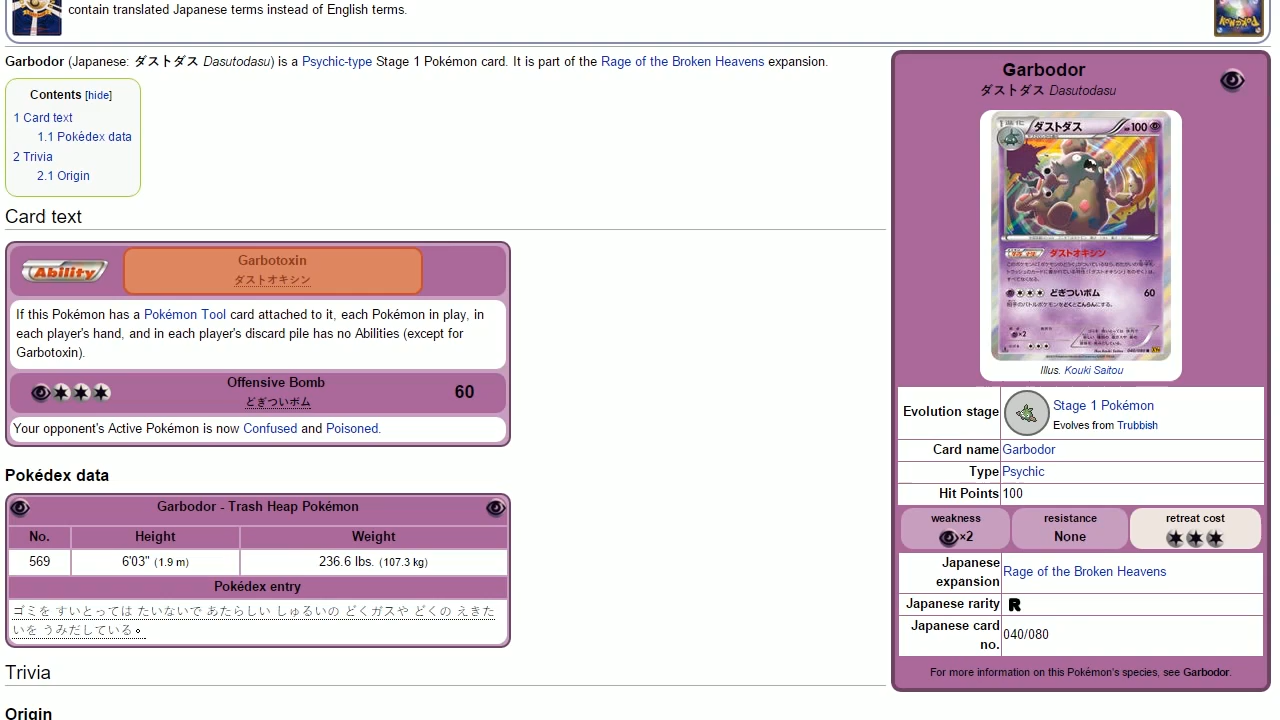 contain translated Japanese terms instead of English terms.
Garbodor (Japanese: ダストダス Dasutodasu) is a Psychic-type Stage 1 Pokémon card. It is part of the Rage of the Broken Heavens expansion.
Contents [hide]
1 Card text
1.1 Pokédex data
2 Trivia
2.1 Origin
Card text
Ability
Garbotoxin
ダストオキシン
If this Pokémon has a Pokémon Tool card attached to it, each Pokémon in play, in
each player's hand, and in each player's discard pile has no Abilities (except for
Garbotoxin).
Offensive Bomb
どぎついボム
60
Your opponent's Active Pokémon is now Confused and Poisoned.
Pokédex data
Garbodor - Trash Heap Pokémon
No. Height Weight
569 6'03" (1.9 m) 236.6 lbs. (107.3 kg)
Pokédex entry
ゴミを すいとっては たいないで あたらしい しゅるいの どくガスや どくの えきた
いを うみだしている。
Trivia
Origin
Garbodor
ダストダス Dasutodasu
1進化 ダストダス HP100
ダストオキシン
どぎついボム 60
×2
040/080
Illus. Kouki Saitou
Evolution stage Stage 1 Pokémon
Evolves from Trubbish
Card name Garbodor
Type Psychic
Hit Points 100
weakness resistance retreat cost
×2 None
Japanese
expansion Rage of the Broken Heavens
Japanese rarity R
Japanese card
no. 040/080
For more information on this Pokémon's species, see Garbodor.